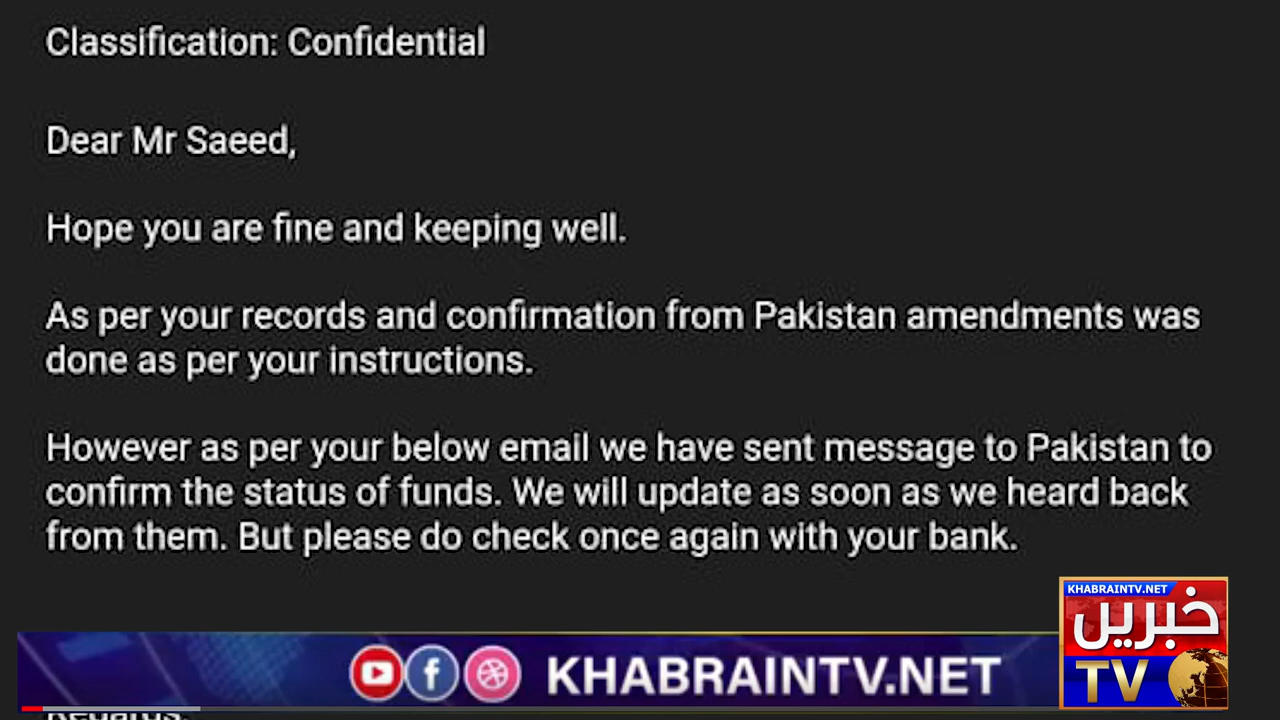 Classification: Confidential
Dear Mr Saeed,
Hope you are fine and keeping well.
As per your records and confirmation from Pakistan amendments was
done as per your instructions.
However as per your below email we have sent message to Pakistan to
confirm the status of funds. We will update as soon as we heard back
from them. But please do check once again with your bank.
KHABRAINTV.NET
خبریں
TV
KHABRAINTV.NET
Regards.